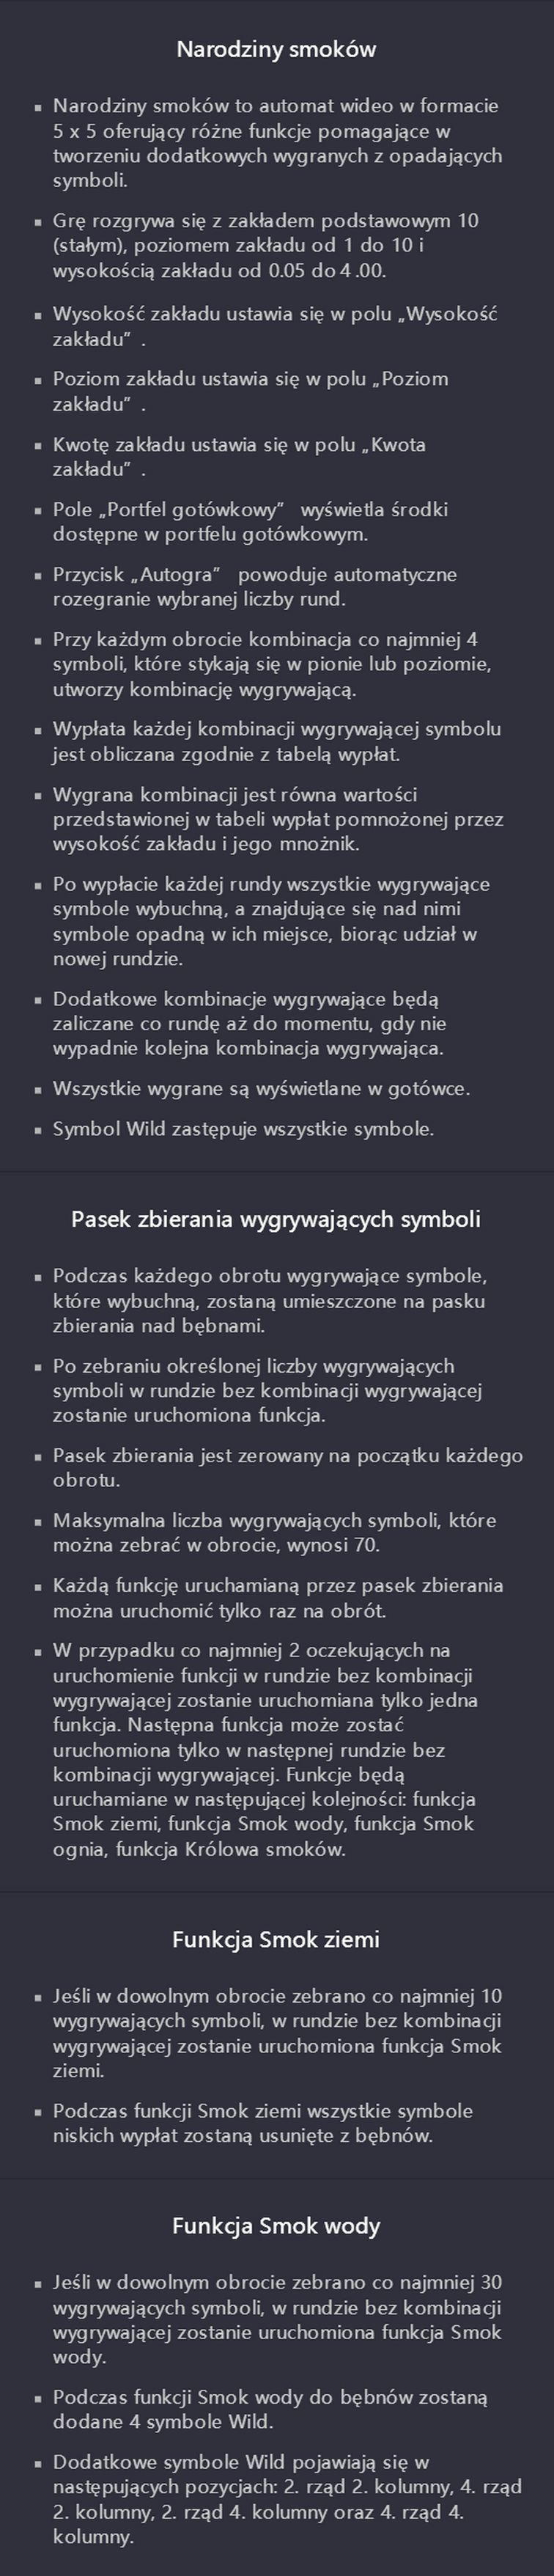 Narodziny smoków
▪ Narodziny smoków to automat wideo w formacie
5 x 5 oferujący różne funkcje pomagające w
tworzeniu dodatkowych wygranych z opadających
symboli.
▪ Grę rozgrywa się z zakładem podstawowym 10
(stałym), poziomem zakładu od 1 do 10 i
wysokością zakładu od 0.05 do 4.00.
▪ Wysokość zakładu ustawia się w polu „Wysokość
zakładu” .
▪ Poziom zakładu ustawia się w polu „Poziom
zakładu” .
▪ Kwotę zakładu ustawia się w polu „Kwota
zakładu” .
▪ Pole „Portfel gotówkowy” wyświetla środki
dostępne w portfelu gotówkowym.
▪ Przycisk „Autogra” powoduje automatyczne
rozegranie wybranej liczby rund.
▪ Przy każdym obrocie kombinacja co najmniej 4
symboli, które stykają się w pionie lub poziomie,
utworzy kombinację wygrywającą.
▪ Wypłata każdej kombinacji wygrywającej symbolu
jest obliczana zgodnie z tabelą wypłat.
▪ Wygrana kombinacji jest równa wartości
przedstawionej w tabeli wypłat pomnożonej przez
wysokość zakładu i jego mnożnik.
▪ Po wypłacie każdej rundy wszystkie wygrywające
symbole wybuchną, a znajdujące się nad nimi
symbole opadną w ich miejsce, biorąc udział w
nowej rundzie.
▪ Dodatkowe kombinacje wygrywające będą
zaliczane co rundę aż do momentu, gdy nie
wypadnie kolejna kombinacja wygrywająca.
▪ Wszystkie wygrane są wyświetlane w gotówce.
▪ Symbol Wild zastępuje wszystkie symbole.
Pasek zbierania wygrywających symboli
▪ Podczas każdego obrotu wygrywające symbole,
które wybuchną, zostaną umieszczone na pasku
zbierania nad bębnami.
▪ Po zebraniu określonej liczby wygrywających
symboli w rundzie bez kombinacji wygrywającej
zostanie uruchomiona funkcja.
▪ Pasek zbierania jest zerowany na początku każdego
obrotu.
▪ Maksymalna liczba wygrywających symboli, które
można zebrać w obrocie, wynosi 70.
▪ Każdą funkcję uruchamianą przez pasek zbierania
można uruchomić tylko raz na obrót.
▪ W przypadku co najmniej 2 oczekujących na
uruchomienie funkcji w rundzie bez kombinacji
wygrywającej zostanie uruchomiana tylko jedna
funkcja. Następna funkcja może zostać
uruchomiona tylko w następnej rundzie bez
kombinacji wygrywającej. Funkcje będą
uruchamiane w następującej kolejności: funkcja
Smok ziemi, funkcja Smok wody, funkcja Smok
ognia, funkcja Królowa smoków.
Funkcja Smok ziemi
▪ Jeśli w dowolnym obrocie zebrano co najmniej 10
wygrywających symboli, w rundzie bez kombinacji
wygrywającej zostanie uruchomiona funkcja Smok
ziemi.
▪ Podczas funkcji Smok ziemi wszystkie symbole
niskich wypłat zostaną usunięte z bębnów.
Funkcja Smok wody
▪ Jeśli w dowolnym obrocie zebrano co najmniej 30
wygrywających symboli, w rundzie bez kombinacji
wygrywającej zostanie uruchomiona funkcja Smok
wody.
▪ Podczas funkcji Smok wody do bębnów zostaną
dodane 4 symbole Wild.
▪ Dodatkowe symbole Wild pojawiają się w
następujących pozycjach: 2. rząd 2. kolumny, 4. rząd
2. kolumny, 2. rząd 4. kolumny oraz 4. rząd 4.
kolumny.